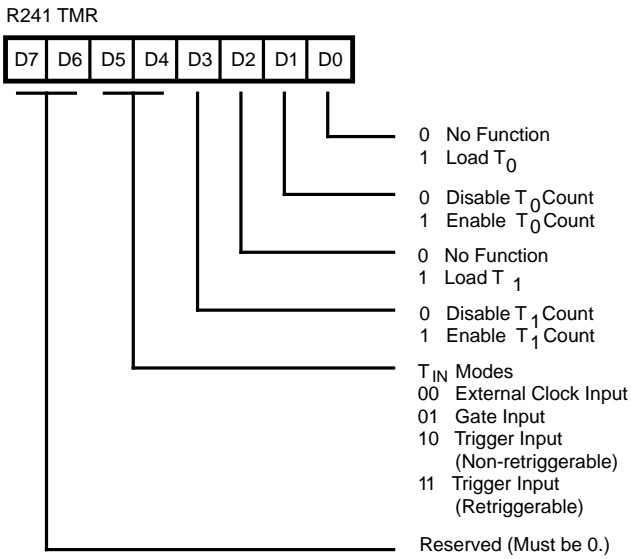 R241 TMR
D7 D6 D5 D4 D3 D2 D1 D0
0 No Function
1 Load T0
0 Disable T0 Count
1 Enable T0 Count
0 No Function
1 Load T1
0 Disable T1 Count
1 Enable T1 Count
TIN Modes
00 External Clock Input
01 Gate Input
10 Trigger Input
(Non-retriggerable)
11 Trigger Input
(Retriggerable)
Reserved (Must be 0.)